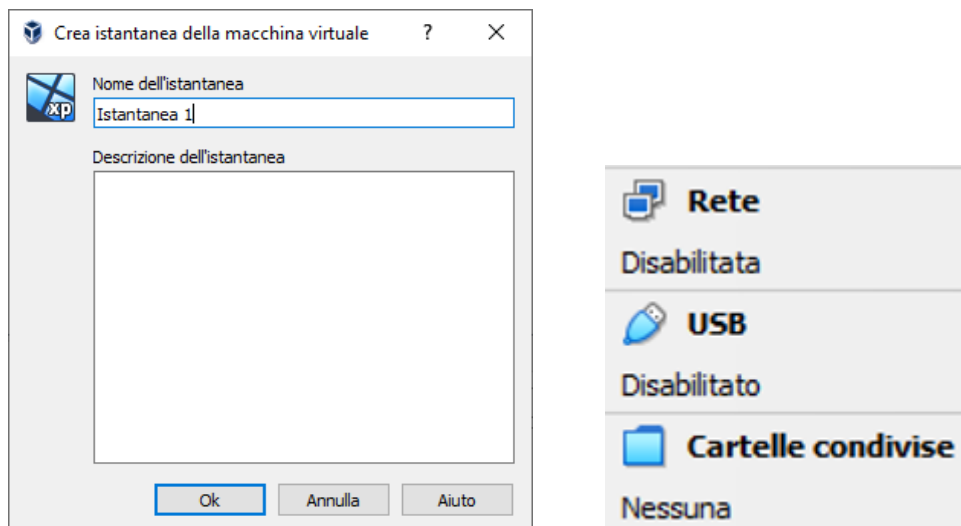 Crea istantanea della macchina virtuale ?
xp
Nome dell'istantanea
Istantanea 1
Descrizione dell'istantanea
Ok Annulla Aiuto
Rete
Disabilitata
USB
Disabilitato
Cartelle condivise
Nessuna